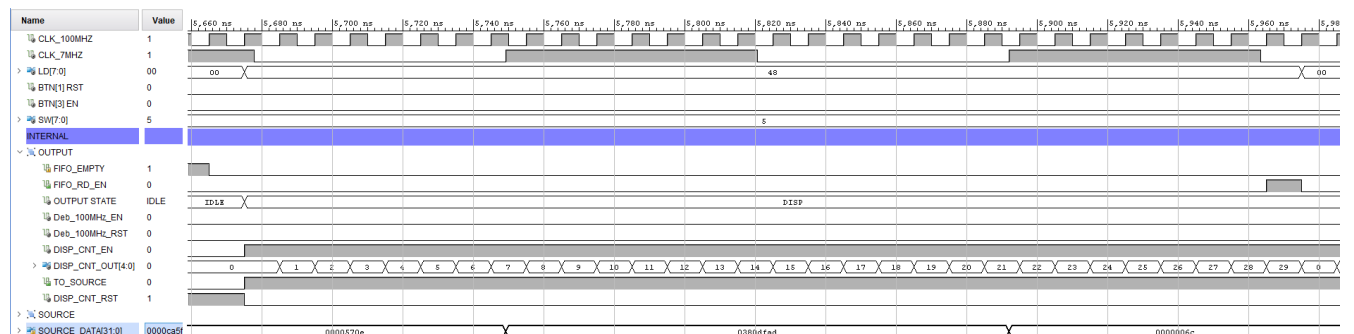 Name Value 5,660 ns 5,680 ns 5,700 ns 5,720 ns 5,740 ns 5,760 ns 5,780 ns 5,800 ns 5,820 ns 5,840 ns 5,860 ns 5,880 ns 5,900 ns 5,920 ns 5,940 ns 5,960 ns 5,98
CLK_100MHZ 1
CLK_7MHZ 1
LD[7:0] 00 00 48 00
BTN[1] RST 0
BTN[3] EN 0
SW[7:0] 5 5
INTERNAL
OUTPUT
FIFO_EMPTY 1
FIFO_RD_EN 0
OUTPUT STATE IDLE IDLE DISP
Deb_100MHz_EN 0
Deb_100MHz_RST 0
DISP_CNT_EN 0
DISP_CNT_OUT[4:0] 0 0 1 2 3 4 5 6 7 8 9 10 11 12 13 14 15 16 17 18 19 20 21 22 23 24 25 26 27 28 29 0
TO_SOURCE 0
DISP_CNT_RST 1
SOURCE
SOURCE_DATA[31:0] 0000ca5f 0000570e 0380dfad 0000006c